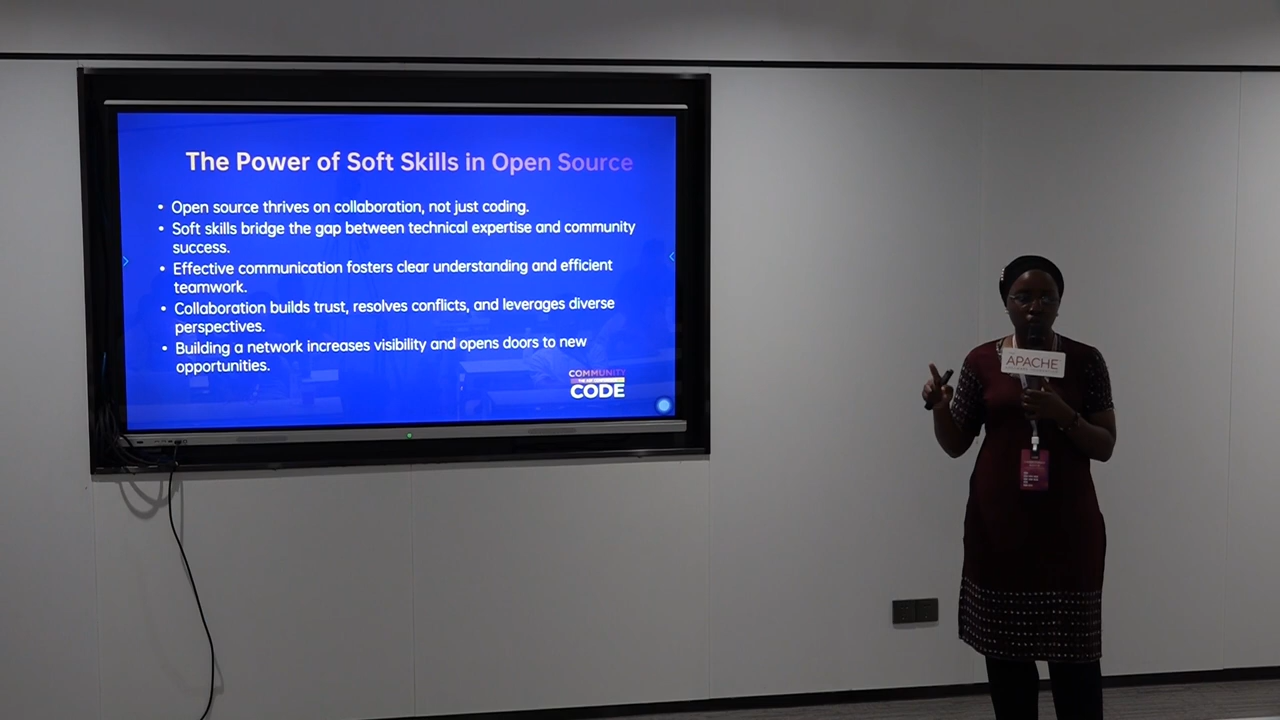 The Power of Soft Skills in Open Source
• Open source thrives on collaboration, not just coding.
• Soft skills bridge the gap between technical expertise and community
success.
• Effective communication fosters clear understanding and efficient
teamwork.
• Collaboration builds trust, resolves conflicts, and leverages diverse
perspectives.
• Building a network increases visibility and opens doors to new
opportunities.
COMMUNITY
CODE
APACHE